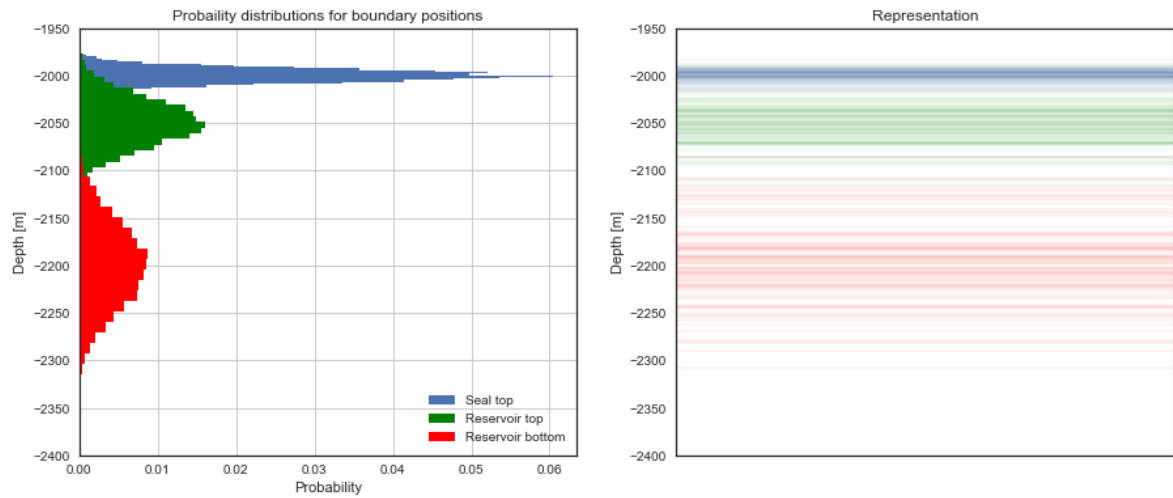 Probaility distributions for boundary positions
−1950
−2000
−2050
−2100
−2150
−2200
−2250
−2300
−2350
−2400
Depth [m]
0.00 0.01 0.02 0.03 0.04 0.05 0.06
Probability
Seal top
Reservoir top
Reservoir bottom
Representation
−1950
−2000
−2050
−2100
−2150
−2200
−2250
−2300
−2350
−2400
Depth [m]